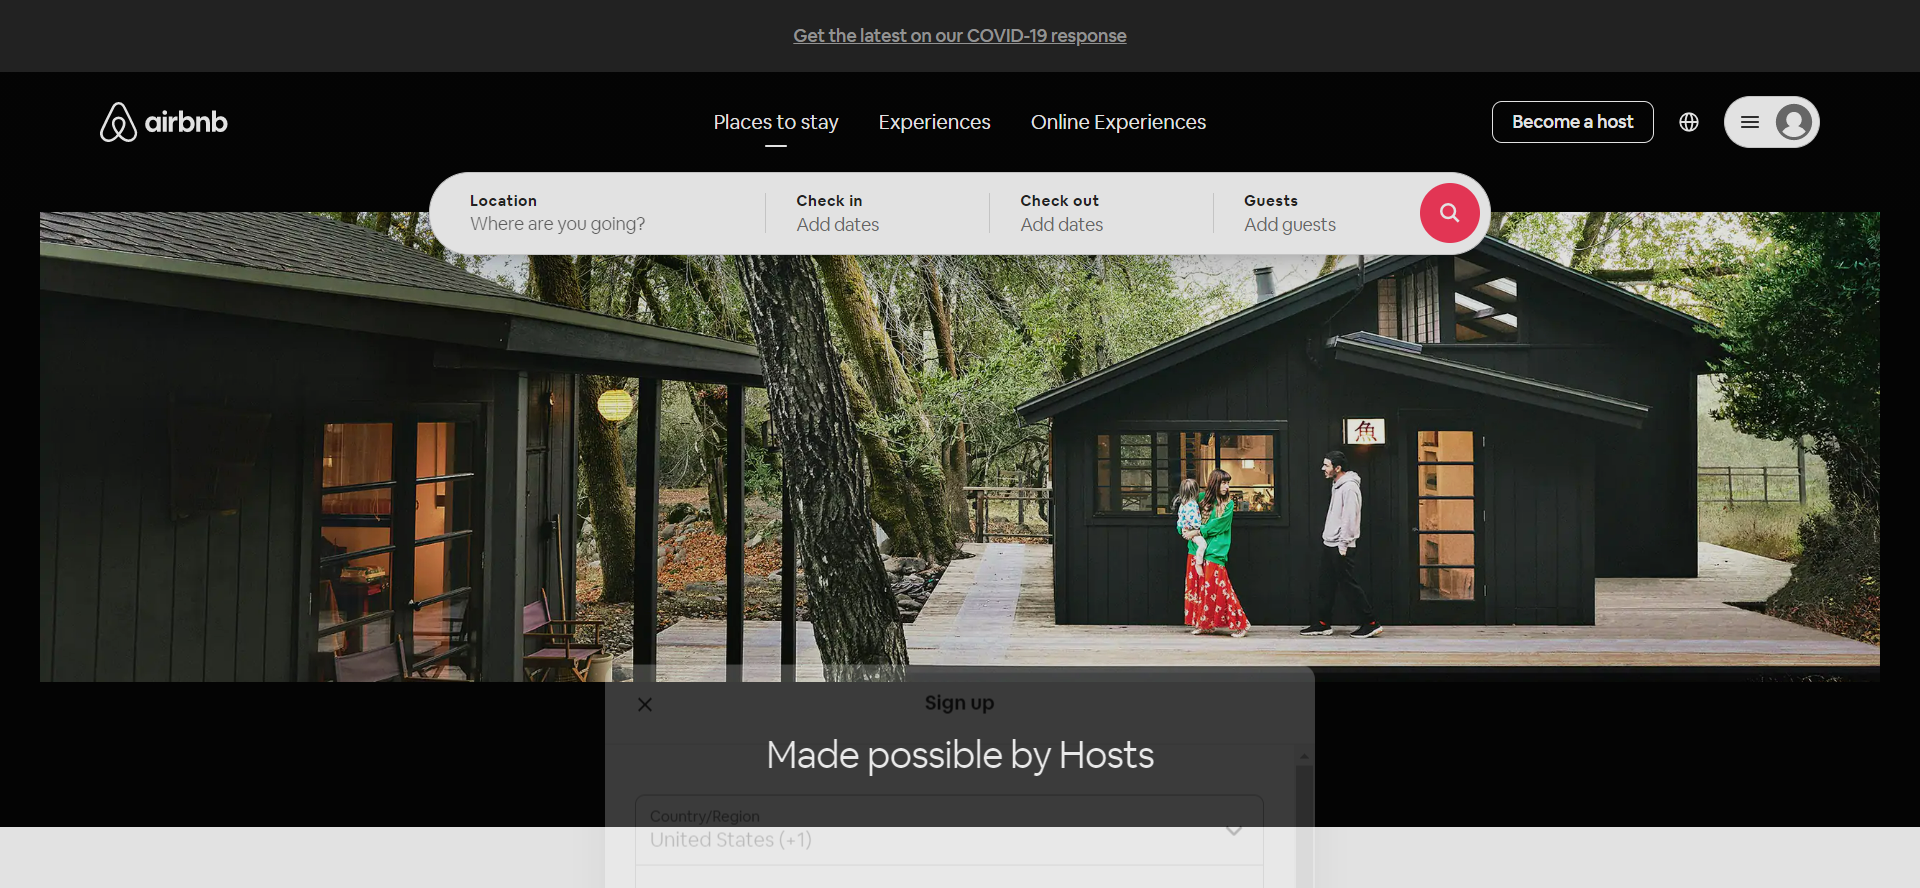 Get the latest on our COVID-19 response
airbnb
Places to stay
Experiences
Online Experiences
Become a host
Location
Where are you going?
Check in
Add dates
Check out
Add dates
Guests
Add guests
魚
Sign up
Made possible by Hosts
Country/Region
United States (+1)